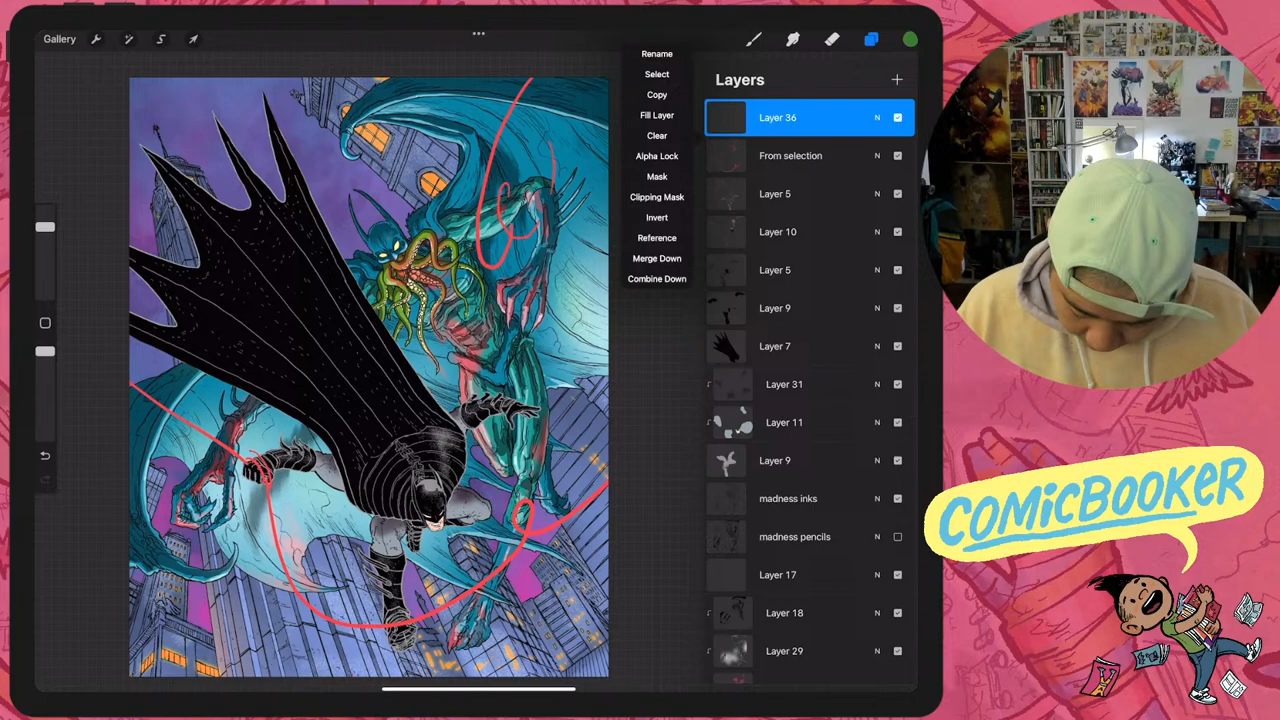 Gallery
Rename
Select
Copy
Fill Layer
Clear
Alpha Lock
Mask
Clipping Mask
Invert
Reference
Merge Down
Combine Down
Layers
Layer 36 N
From selection N
Layer 5 N
Layer 10 N
Layer 5 N
Layer 9 N
Layer 7 N
Layer 31 N
Layer 11 N
Layer 9 N
madness inks N
madness pencils N
Layer 17 N
Layer 18 N
Layer 29 N
COMICBOOKER